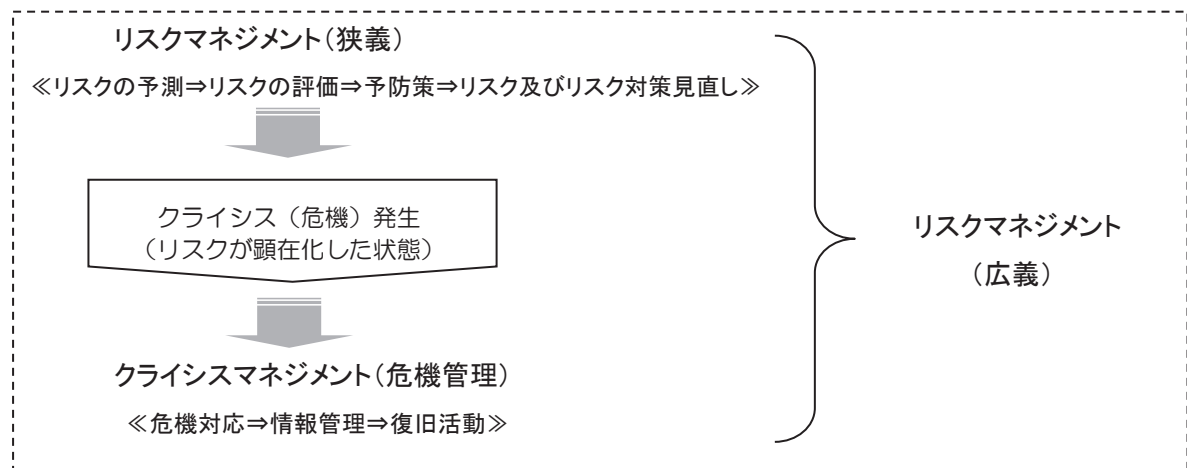 リスクマネジメント（狭義）
≪リスクの予測⇒リスクの評価⇒予防策⇒リスク及びリスク対策見直し≫
クライシス（危機）発生
（リスクが顕在化した状態）
リスクマネジメント
（広義）
クライシスマネジメント（危機管理）
≪危機対応⇒情報管理⇒復旧活動≫